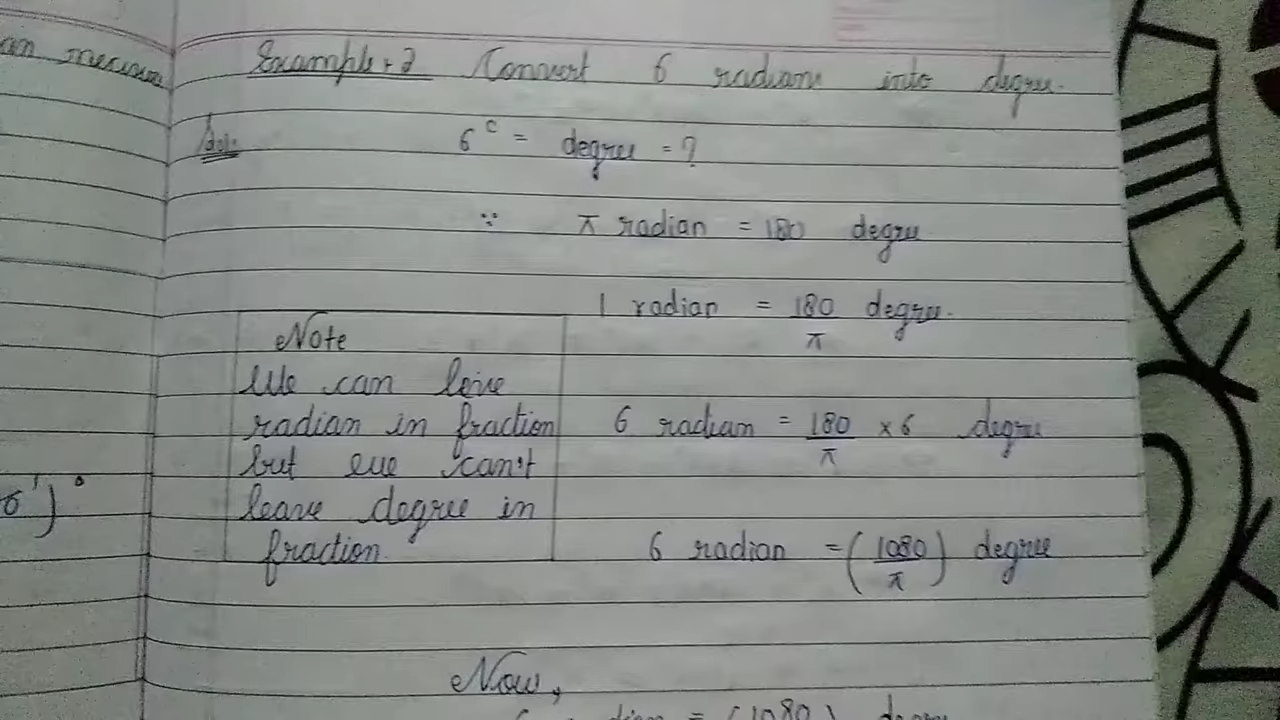 Example:2 Convert 6 radians into degree.
Sol:
6ᶜ = degree = ?
∵ π radian = 180 degree
1 radian = 180/π degree.
Note
We can leive
radian in fraction
but we can't
leave degree in
fraction.
6 radian = 180/π × 6 degree
6 radian = (1080/π) degree
Now,